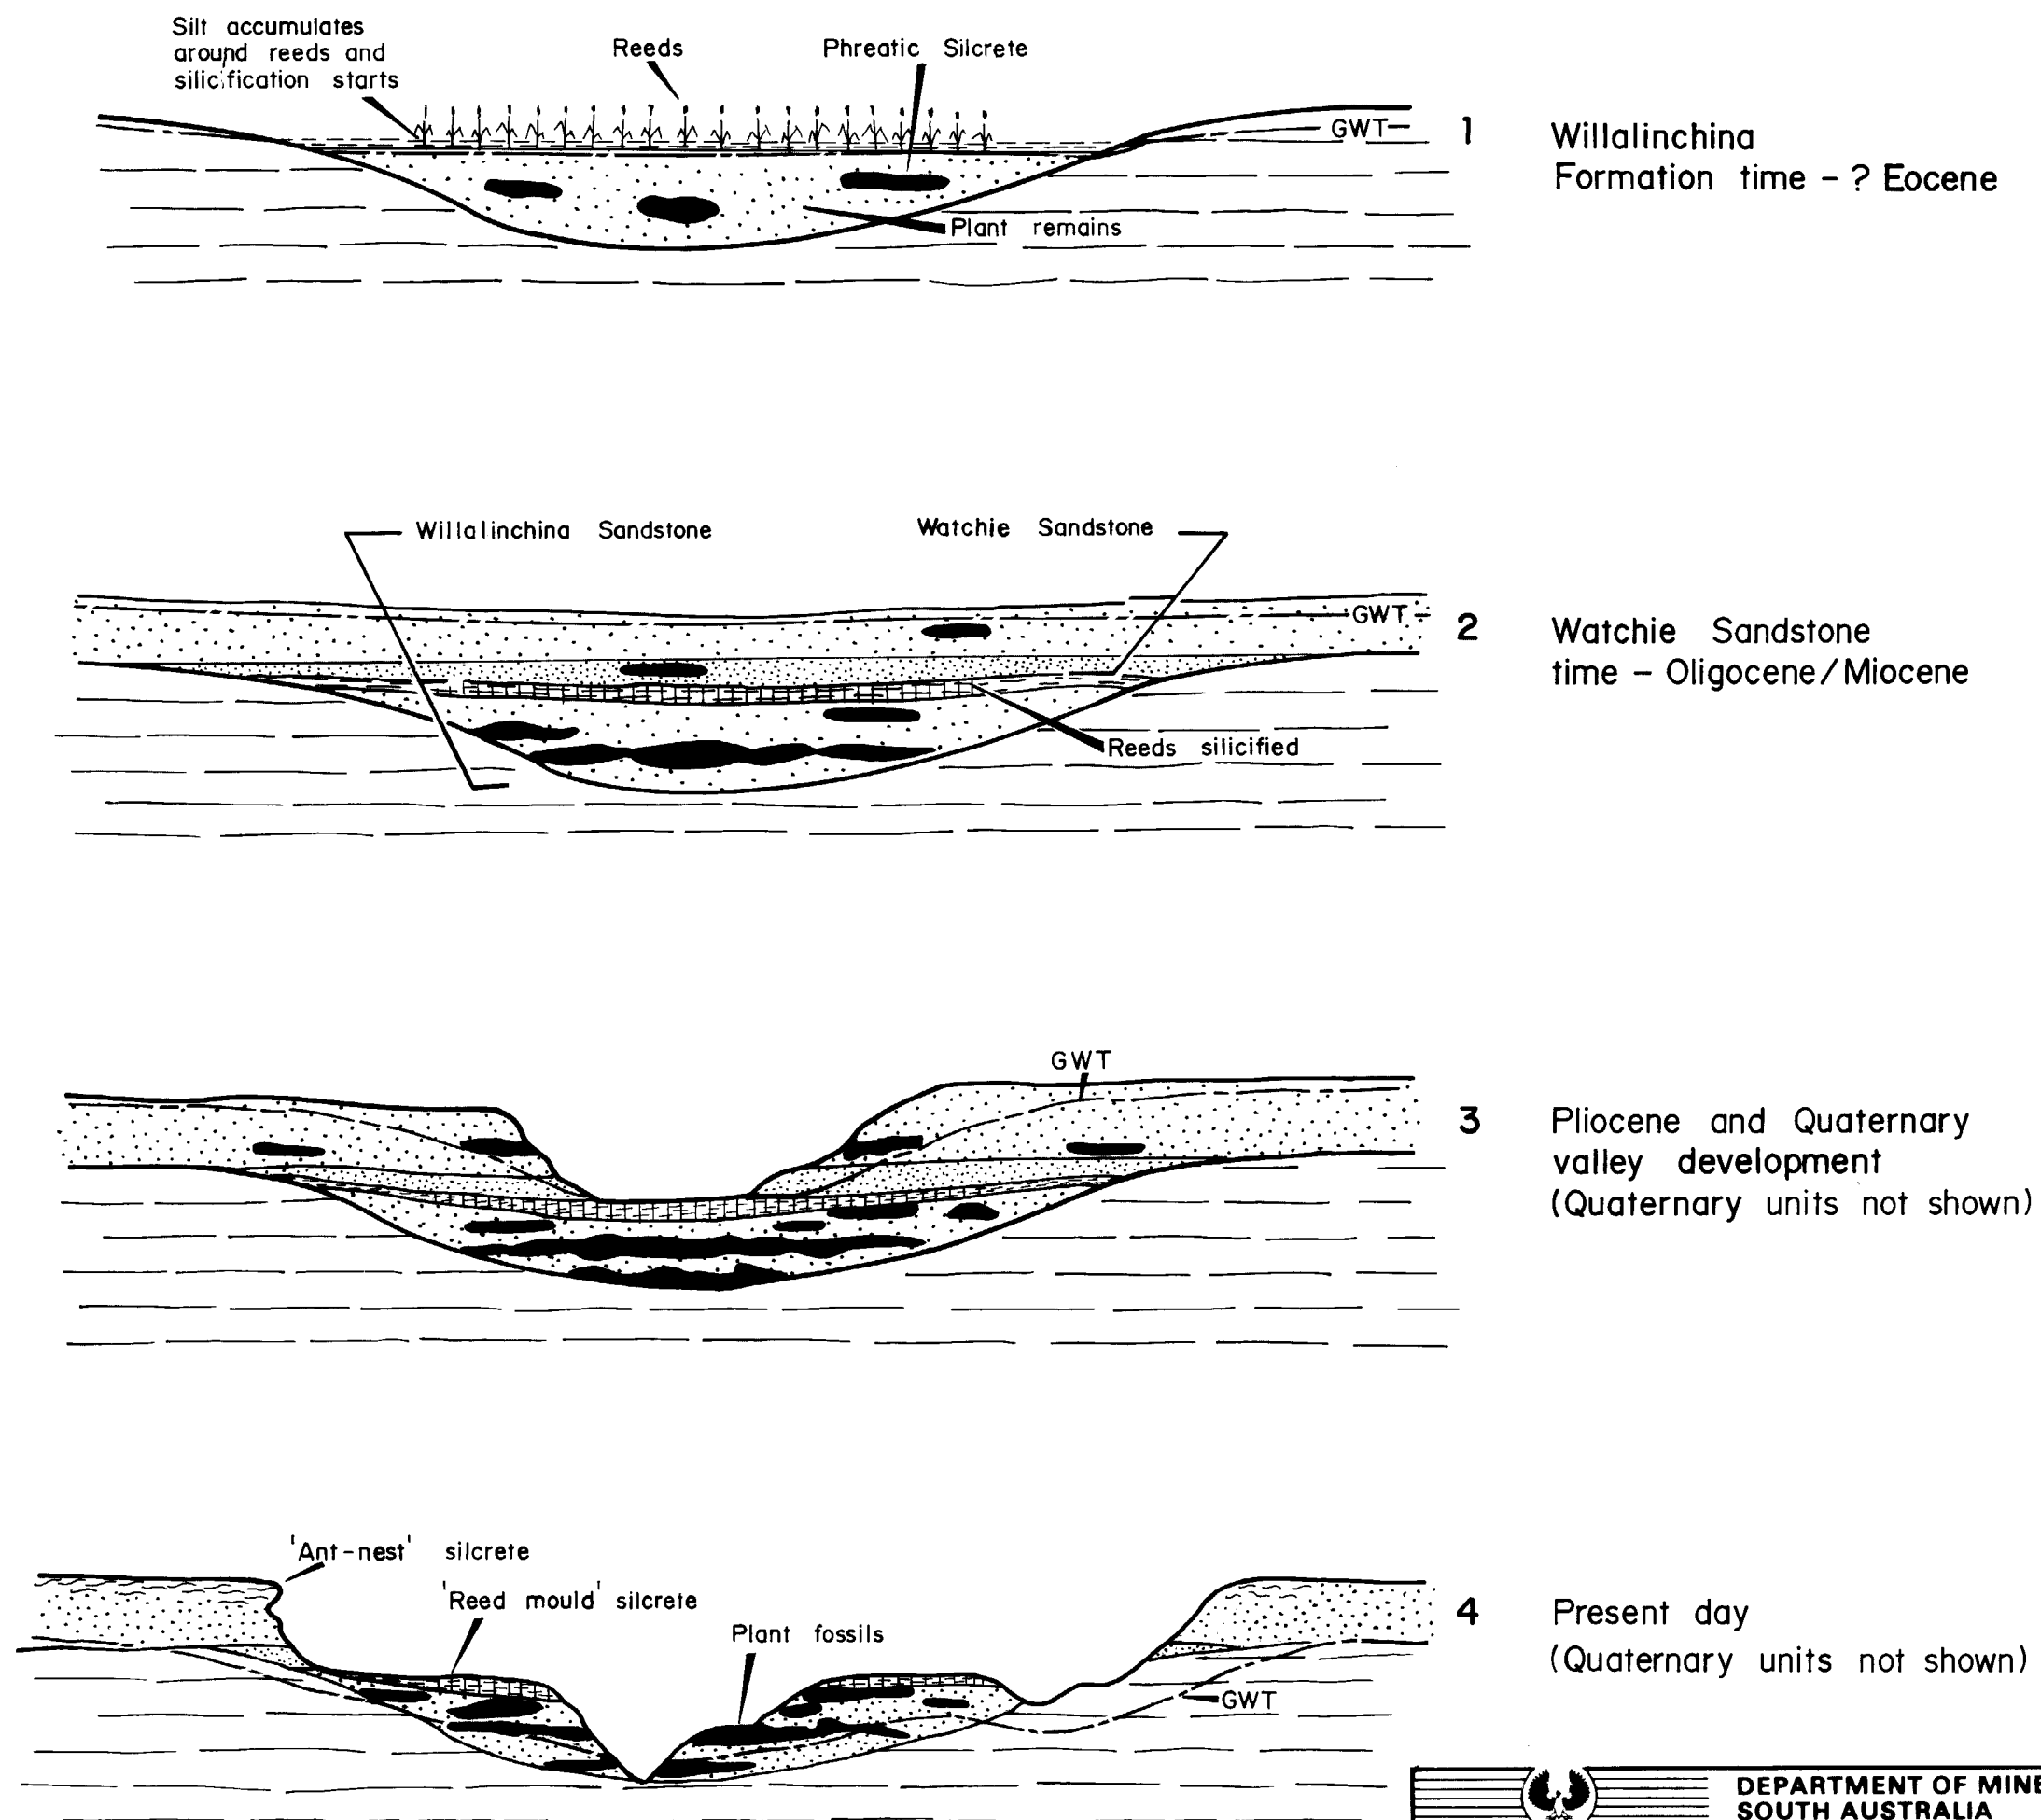 Silt accumulates
around reeds and
silicification starts
Reeds
Phreatic Silcrete
GWT
Plant remains
1
Willalinchina
Formation time - ? Eocene
Willalinchina Sandstone
Watchie Sandstone
GWT
Reeds silicified
2
Watchie Sandstone
time - Oligocene/Miocene
GWT
3
Pliocene and Quaternary
valley development
(Quaternary units not shown)
'Ant-nest' silcrete
'Reed mould' silcrete
Plant fossils
GWT
4
Present day
(Quaternary units not shown)
DEPARTMENT OF MINE
SOUTH AUSTRALIA